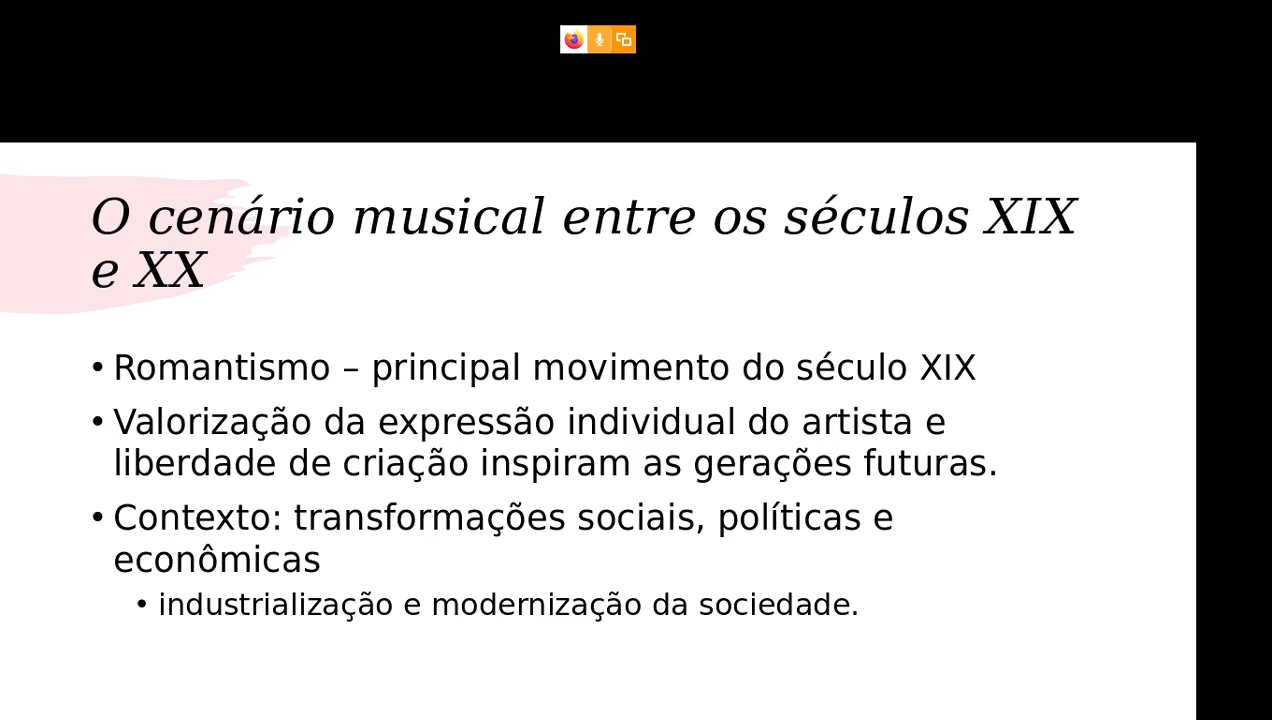 O cenário musical entre os séculos XIX
e XX
• Romantismo – principal movimento do século XIX
• Valorização da expressão individual do artista e
liberdade de criação inspiram as gerações futuras.
• Contexto: transformações sociais, políticas e
econômicas
• industrialização e modernização da sociedade.